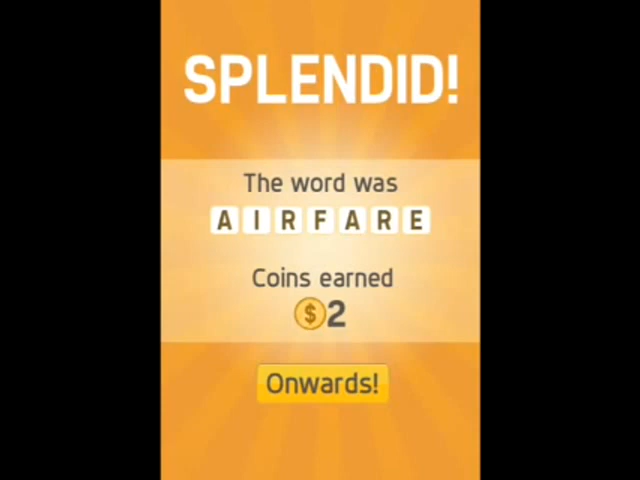 SPLENDID!
The word was
AIRFARE
Coins earned
$2
Onwards!